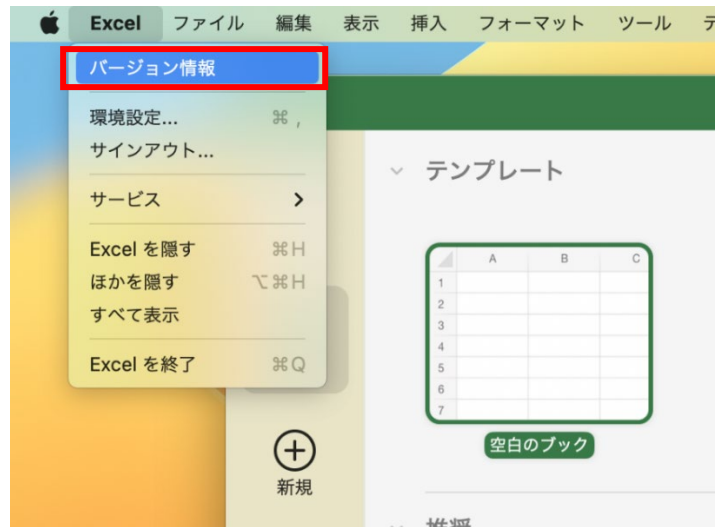 Excel ファイル 編集 表示 挿入 フォーマット ツール
バージョン情報
環境設定... ⌘ ,
サインアウト...
サービス
Excel を隠す ⌘H
ほかを隠す ⌥⌘H
すべて表示
Excel を終了 ⌘Q
テンプレート
A B C
1
2
3
4
5
6
7
空白のブック
新規
推奨